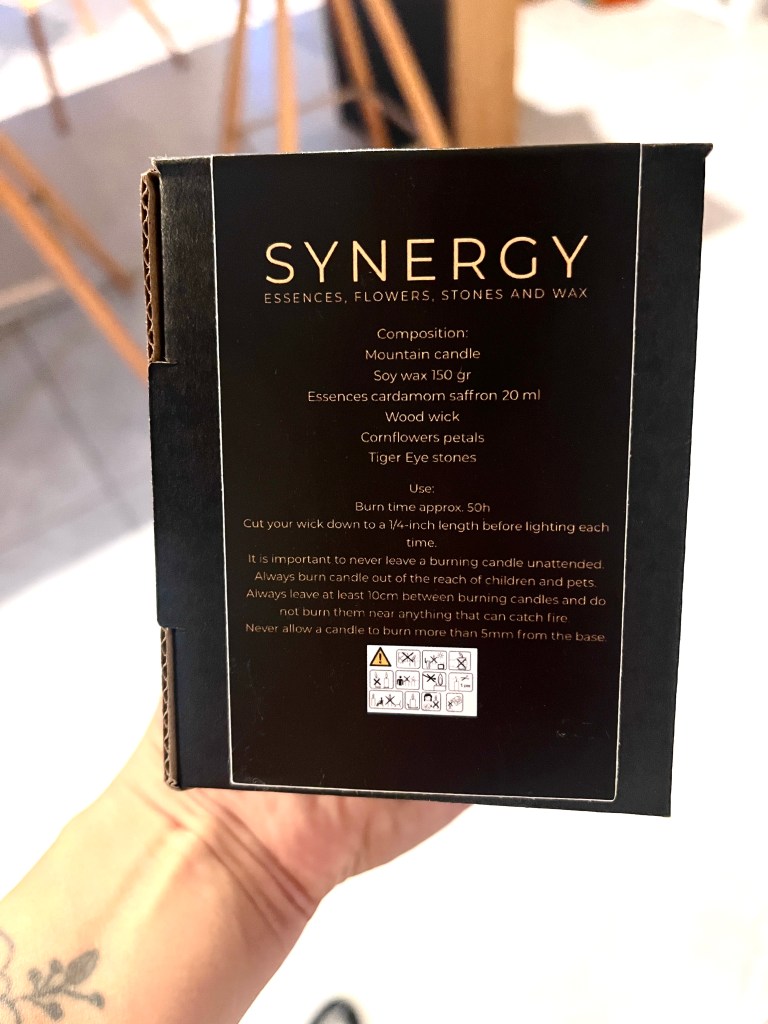 SYNERGY
ESSENCES, FLOWERS, STONES AND WAX
Composition:
Mountain candle
Soy wax 150 gr
Essences cardamom saffron 20 ml
Wood wick
Cornflowers petals
Tiger Eye stones
Use:
Burn time approx. 50h
Cut your wick down to a 1/4-inch length before lighting each
time.
It is important to never leave a burning candle unattended.
Always burn candle out of the reach of children and pets.
Always leave at least 10cm between burning candles and do
not burn them near anything that can catch fire
Never allow a candle to burn more than 5mm from the base.